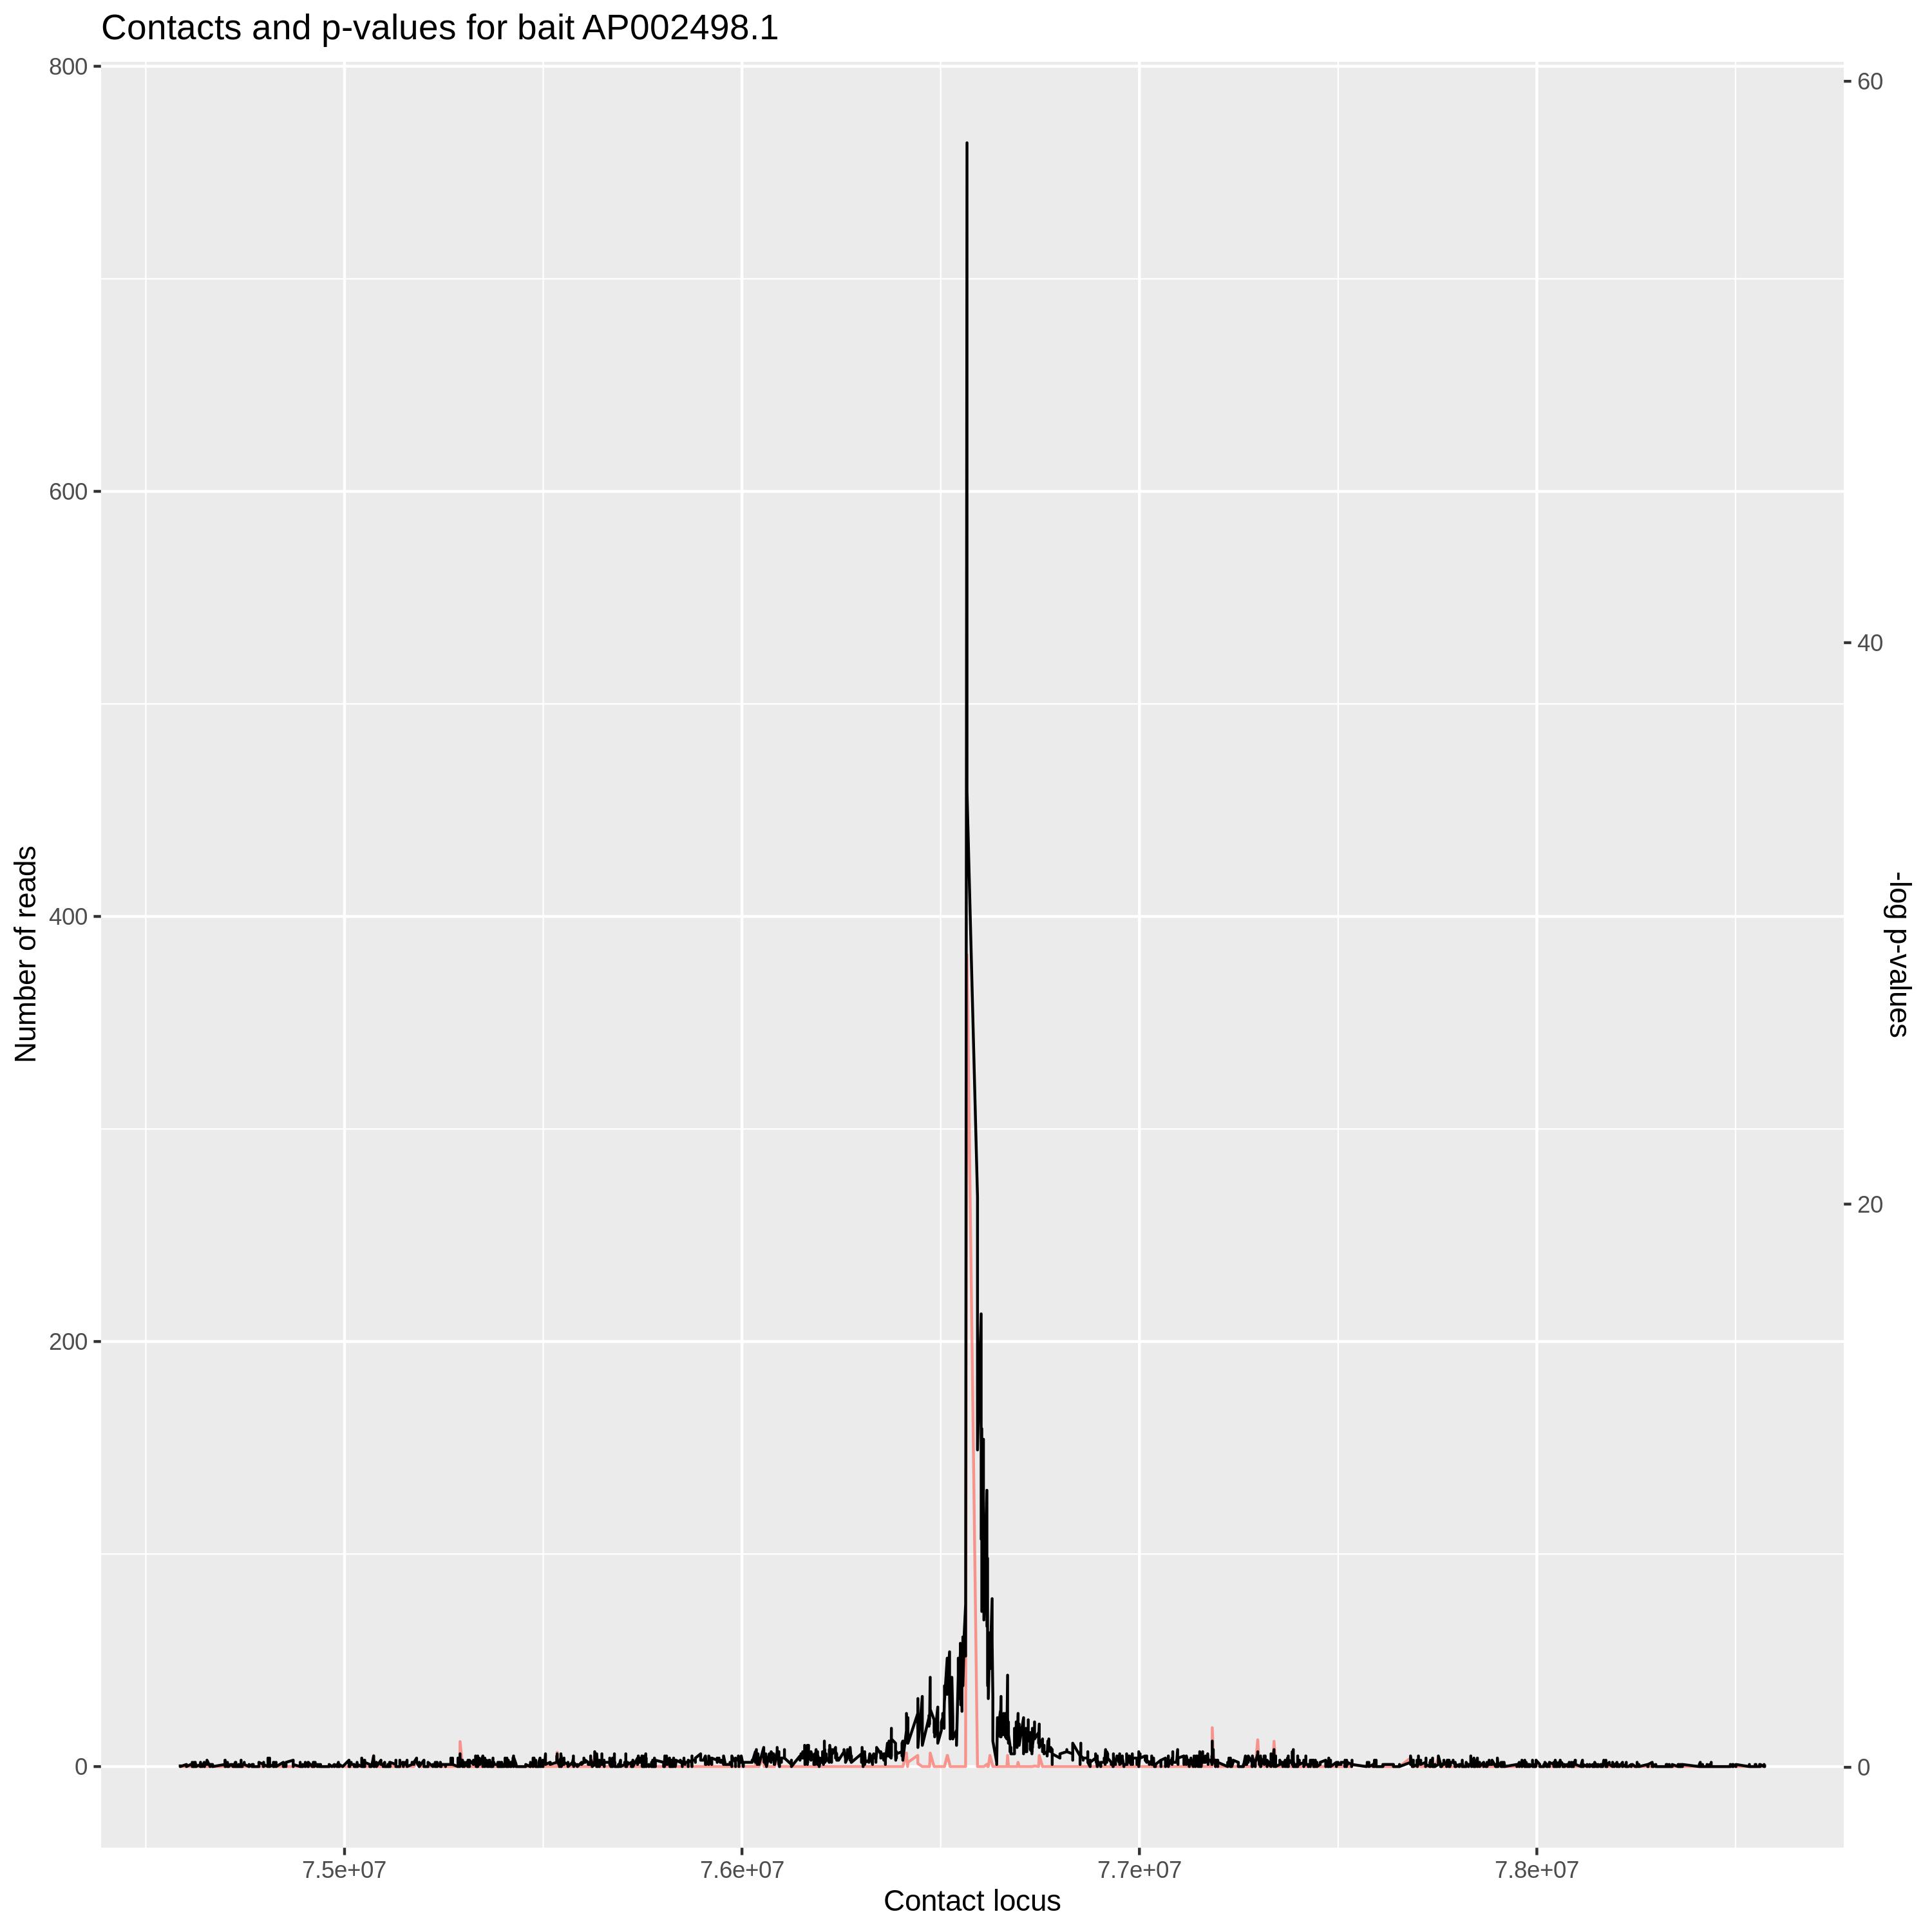 Contacts and p-values for bait AP002498.1
800
600
400
200
0
Number of reads
60
40
20
0
-log p-values
7.5e+07 7.6e+07 7.7e+07 7.8e+07
Contact locus